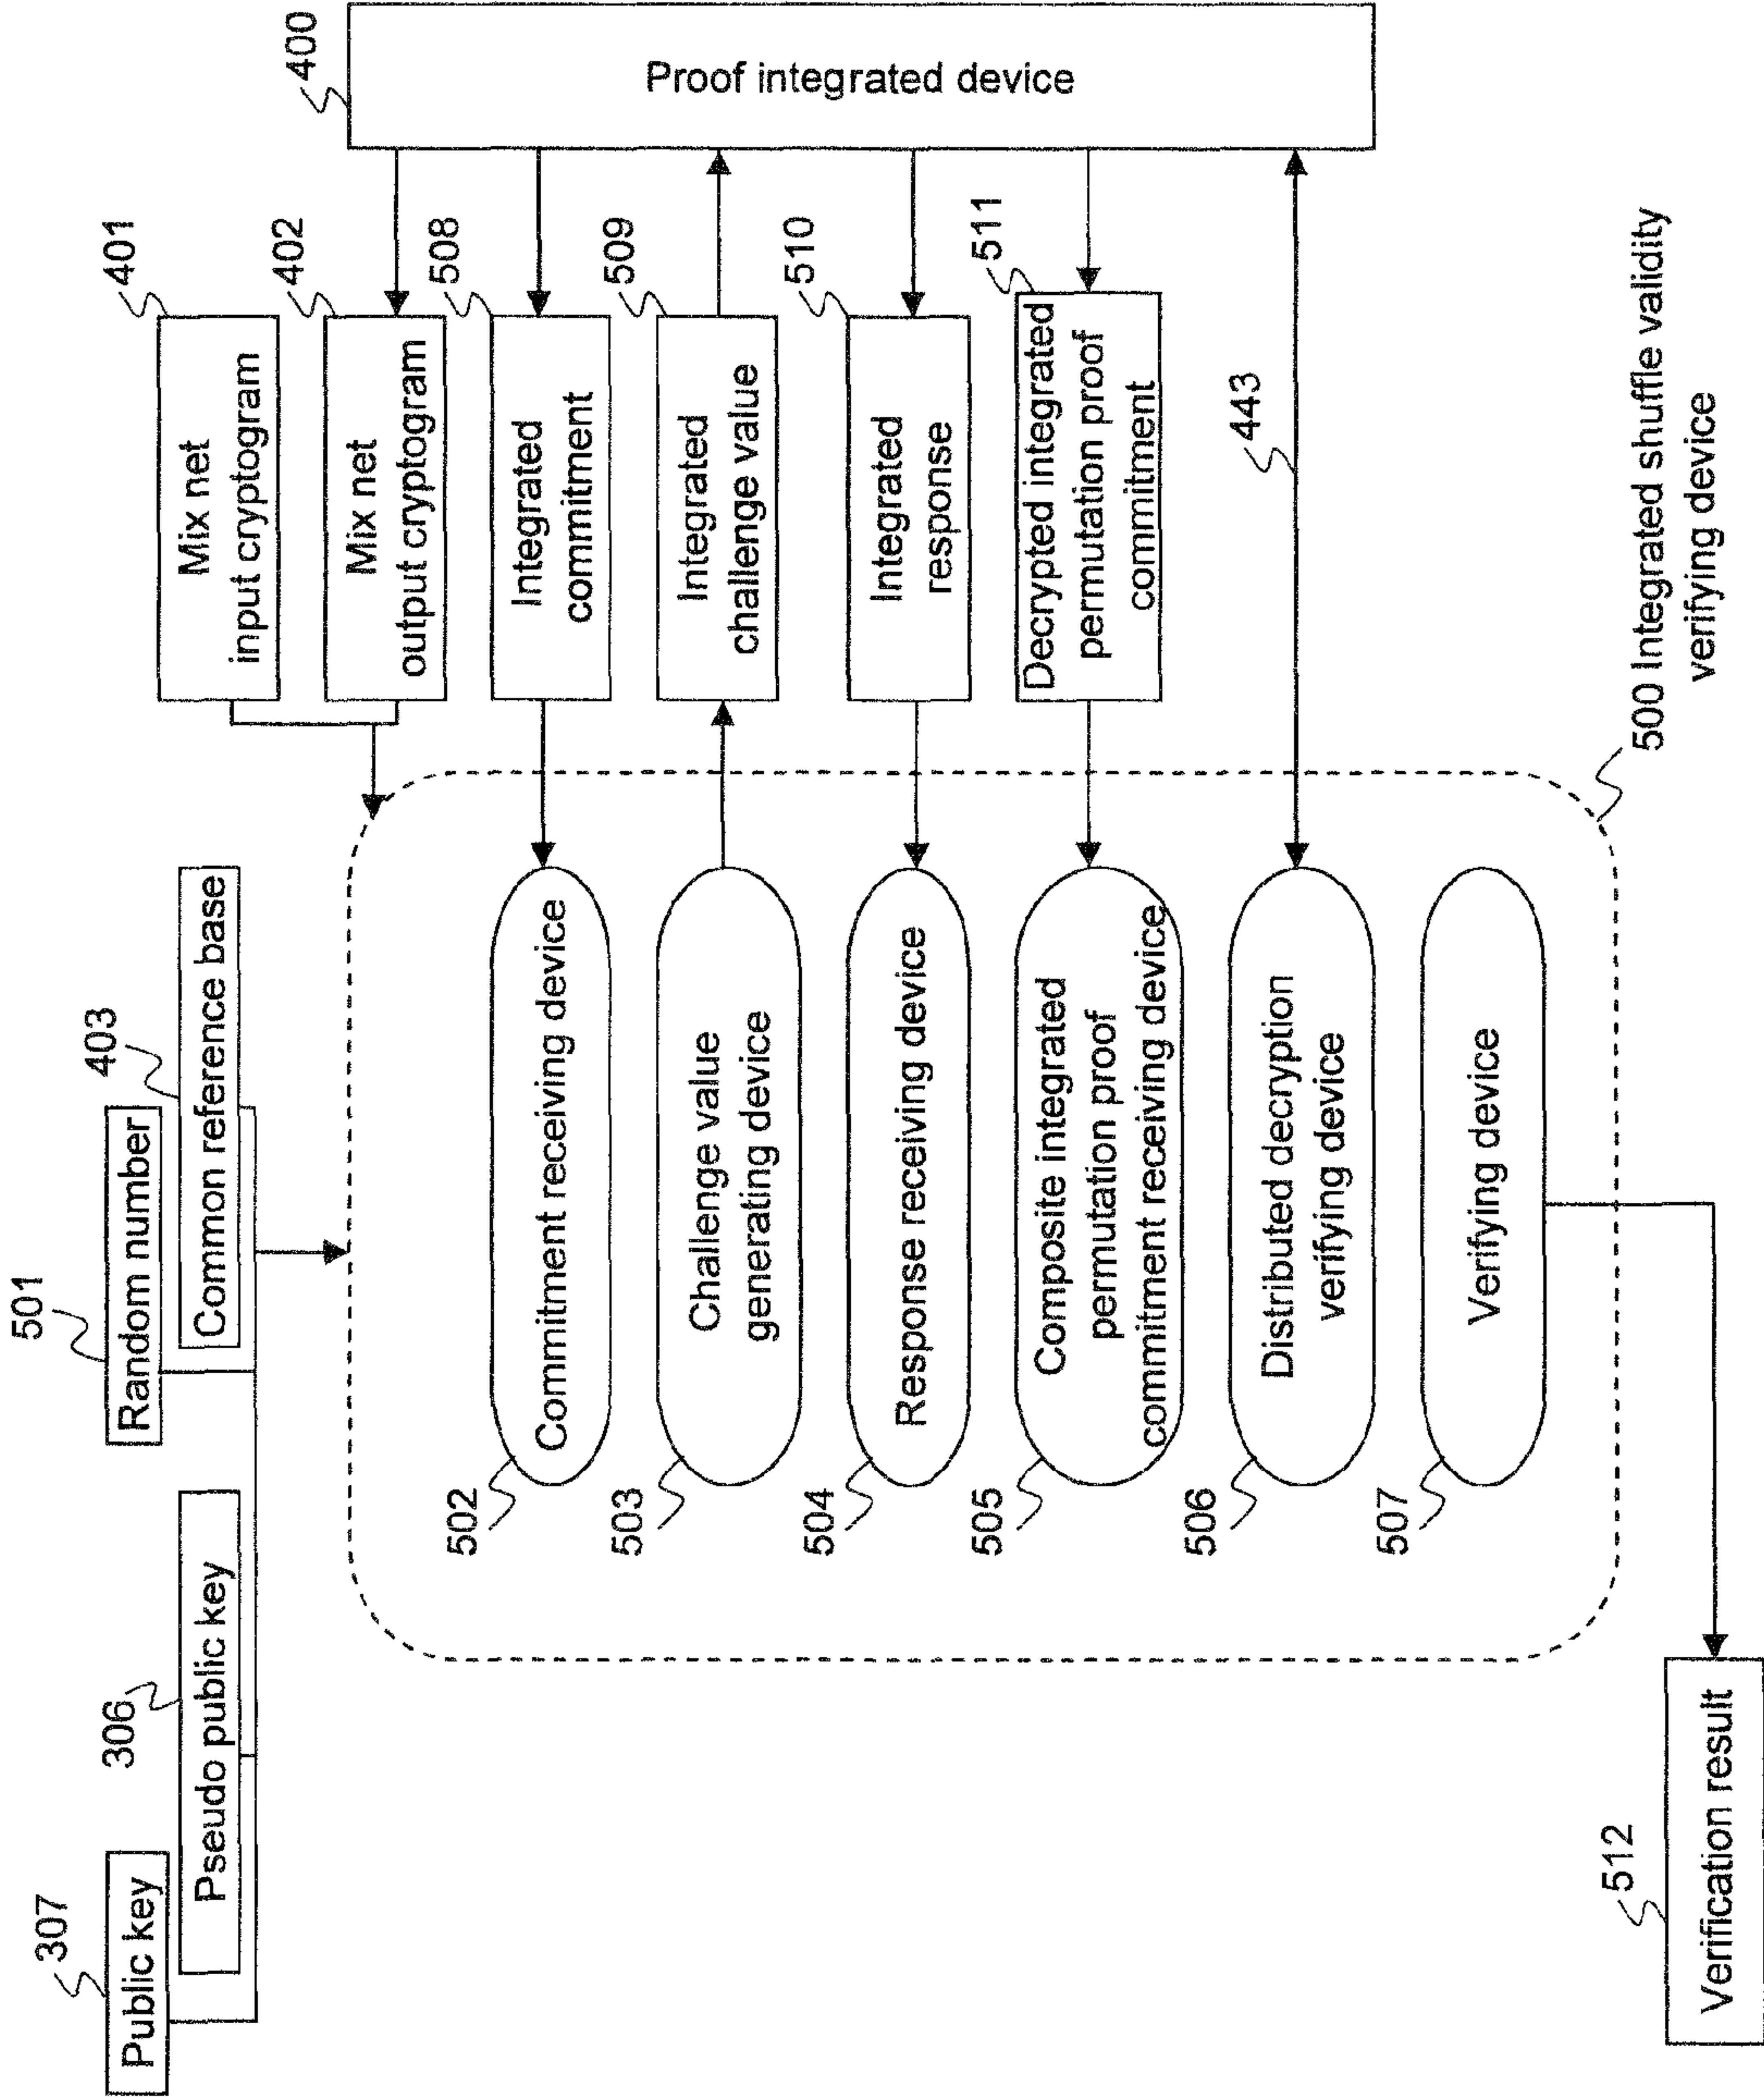 307
Public key
306
Pseudo public key
501
Random number
403
Common reference base
401
Mix net
input cryptogram
402
Mix net
output cryptogram
508
Integrated
commitment
509
Integrated
challenge value
510
Integrated
response
511
Decrypted integrated
permutation proof
commitment
443
400
Proof integrated device
502
Commitment receiving device
503
Challenge value
generating device
504
Response receiving device
505
Composite integrated
permutation proof
commitment receiving device
506
Distributed decryption
verifying device
507
Verifying device
500 Integrated shuffle validity
verifying device
512
Verification result